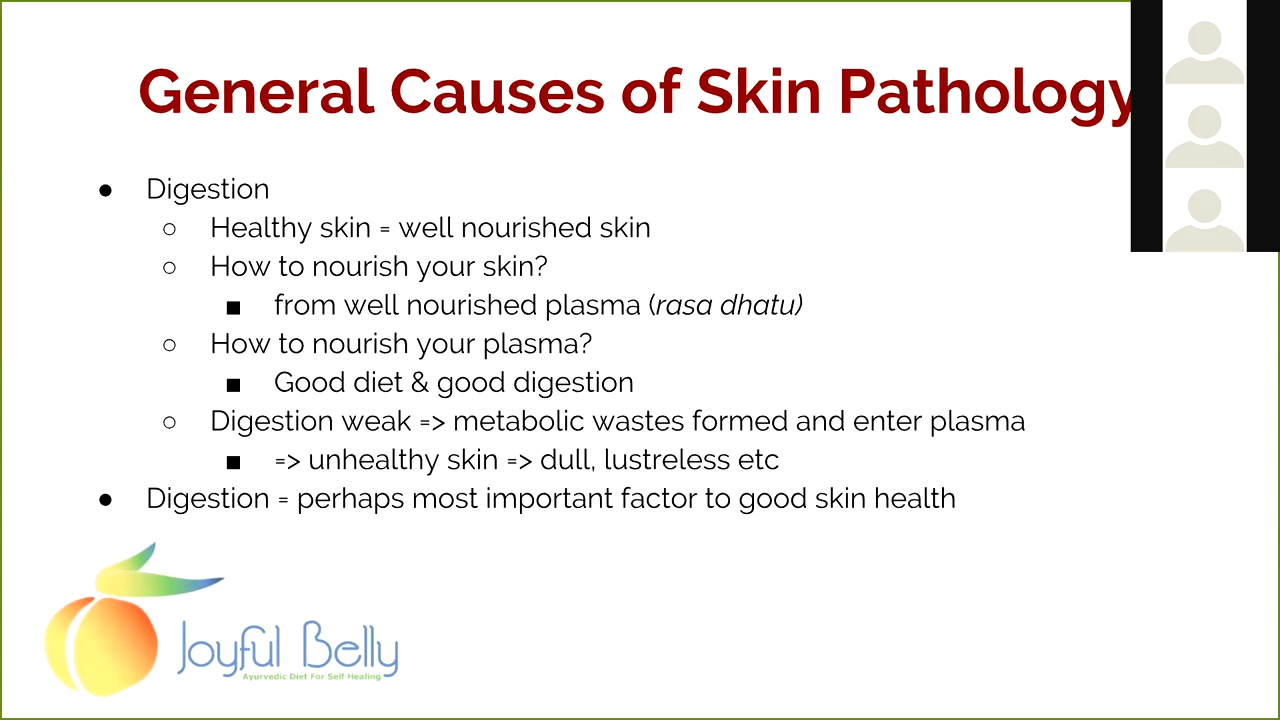 General Causes of Skin Pathology
● Digestion
○ Healthy skin = well nourished skin
○ How to nourish your skin?
■ from well nourished plasma (rasa dhatu)
○ How to nourish your plasma?
■ Good diet & good digestion
○ Digestion weak => metabolic wastes formed and enter plasma
■ => unhealthy skin => dull, lustreless etc
● Digestion = perhaps most important factor to good skin health
Joyful Belly
Ayurvedic Diet For Self Healing